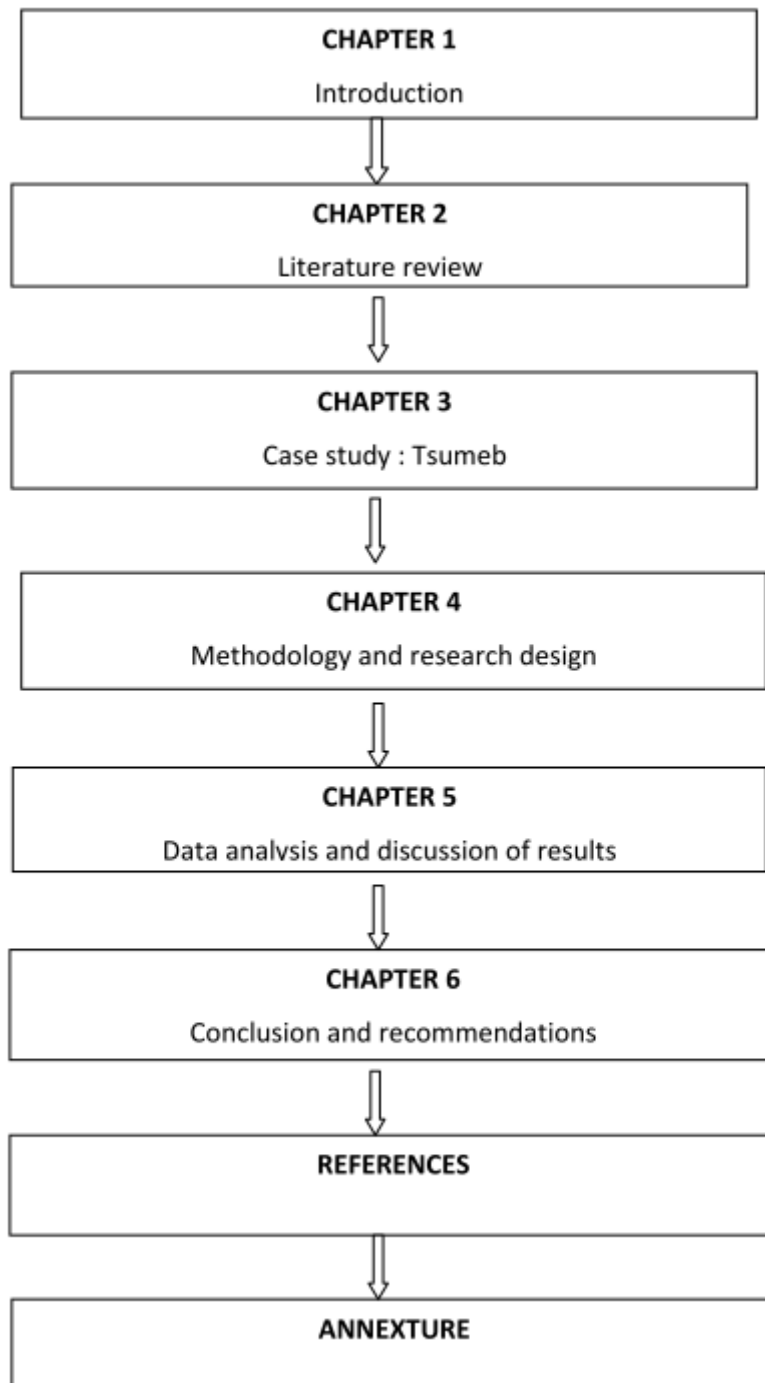 CHAPTER 1
Introduction
CHAPTER 2
Literature review
CHAPTER 3
Case study : Tsumeb
CHAPTER 4
Methodology and research design
CHAPTER 5
Data analysis and discussion of results
CHAPTER 6
Conclusion and recommendations
REFERENCES
ANNEXTURE